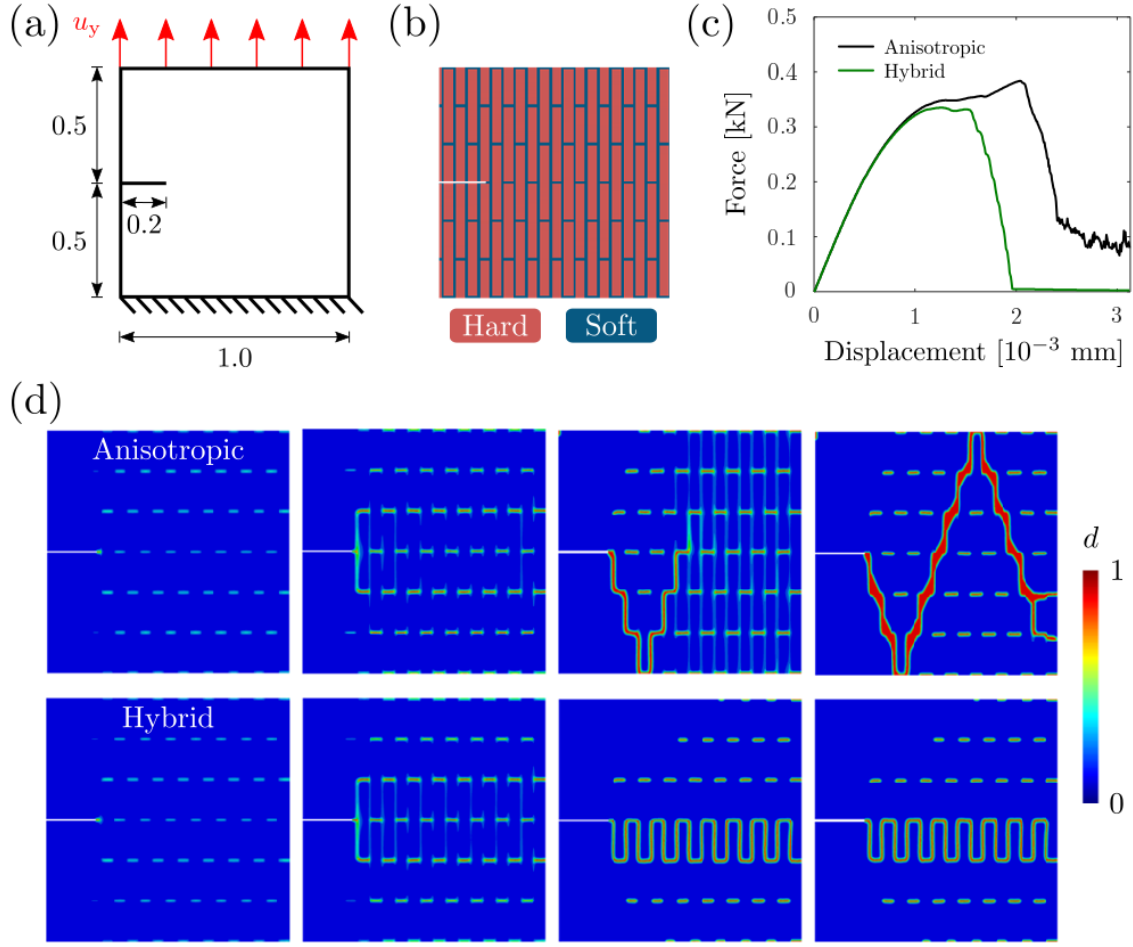 (a)
u_y
0.5
0.5
0.2
1.0
(b)
Hard
Soft
(c)
Anisotropic
Hybrid
Force [kN]
0.5
0.4
0.3
0.2
0.1
0
0 1 2 3
Displacement [10⁻³ mm]
(d)
Anisotropic
Hybrid
d
1
0